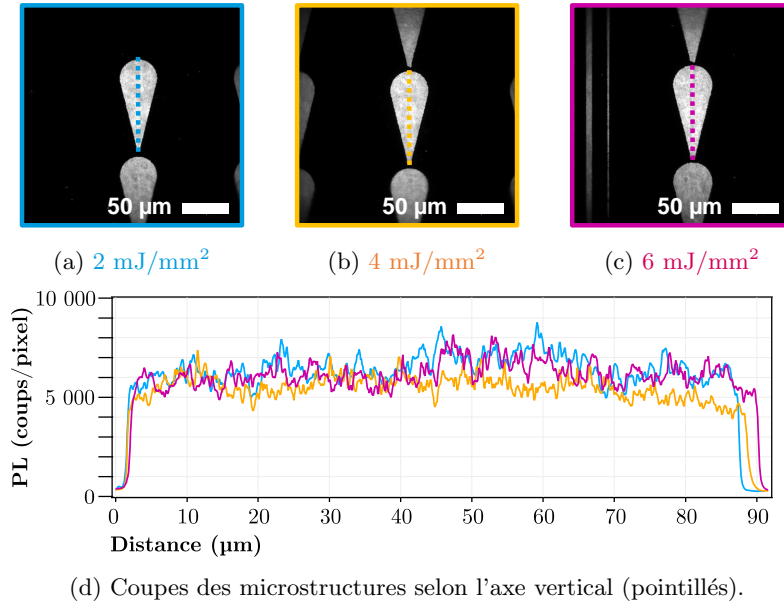 50 µm
50 µm
50 µm
(a) 2 mJ/mm²
(b) 4 mJ/mm²
(c) 6 mJ/mm²
10 000
5 000
0
PL (coups/pixel)
0 10 20 30 40 50 60 70 80 90
Distance (µm)
(d) Coupes des microstructures selon l'axe vertical (pointillés).